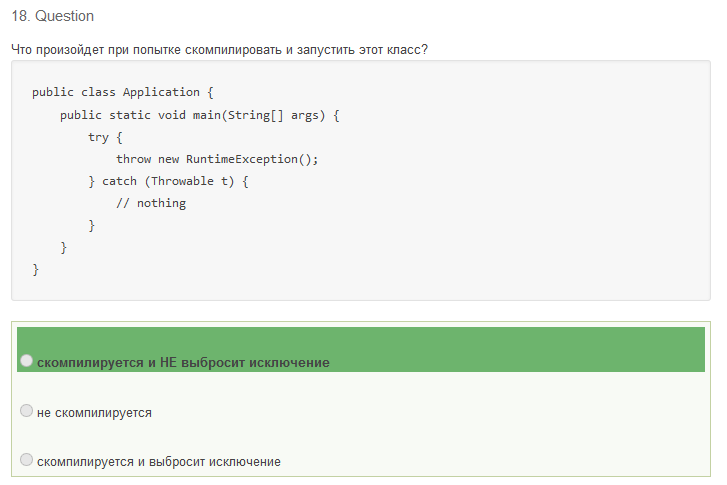 18. Question
Что произойдет при попытке скомпилировать и запустить этот класс?
public class Application {
    public static void main(String[] args) {
        try {
            throw new RuntimeException();
        } catch (Throwable t) {
            // nothing
        }
    }
}
скомпилируется и НЕ выбросит исключение
не скомпилируется
скомпилируется и выбросит исключение